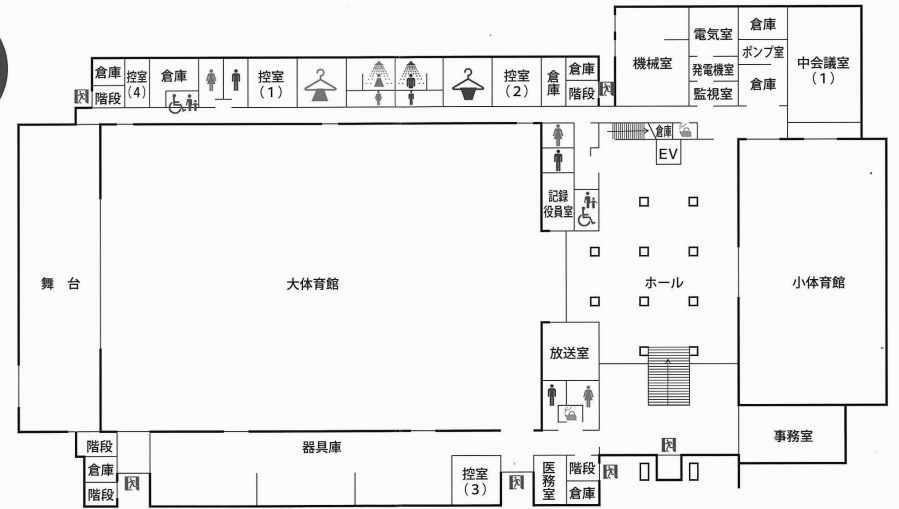 電気室
倉庫
ポンプ室
倉庫
機械室
発電機室
監視室
中会議室
(1)
倉庫
階段
控室
(4)
倉庫
控室
(1)
控室
(2)
倉庫
倉庫
階段
倉庫
EV
記録
役員室
舞 台
大体育館
ホール
小体育館
放送室
事務室
器具庫
階段
倉庫
階段
控室
(3)
医務室
階段
倉庫